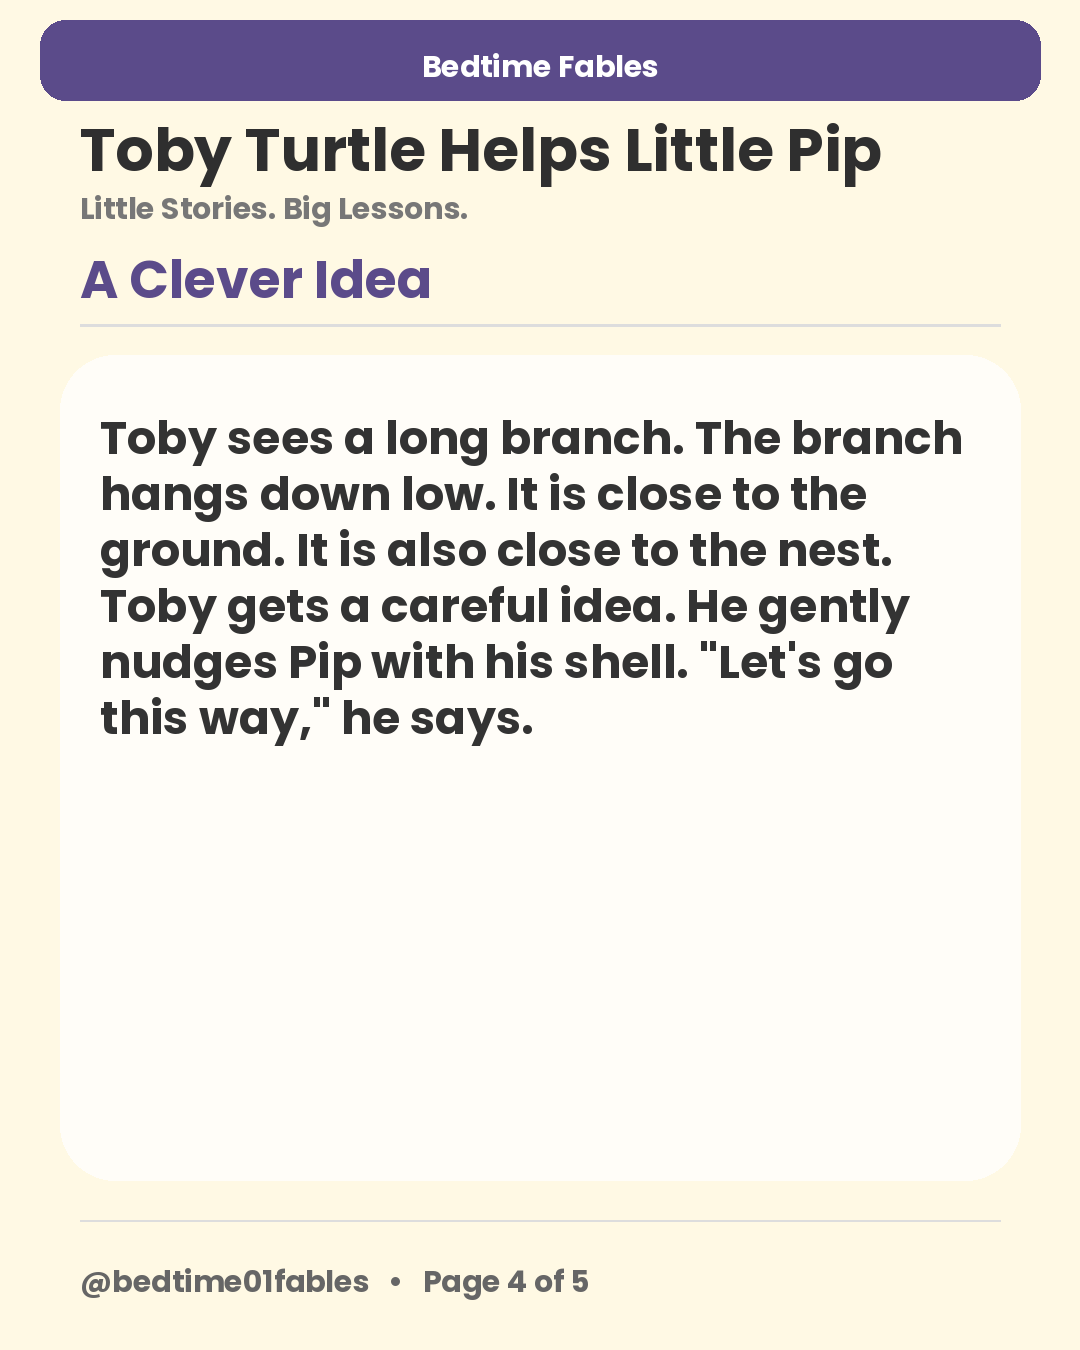 Bedtime Fables
Toby Turtle Helps Little Pip
Little Stories. Big Lessons.
A Clever Idea
Toby sees a long branch. The branch
hangs down low. It is close to the
ground. It is also close to the nest.
Toby gets a careful idea. He gently
nudges Pip with his shell. "Let's go
this way," he says.
@bedtime01fables • Page 4 of 5